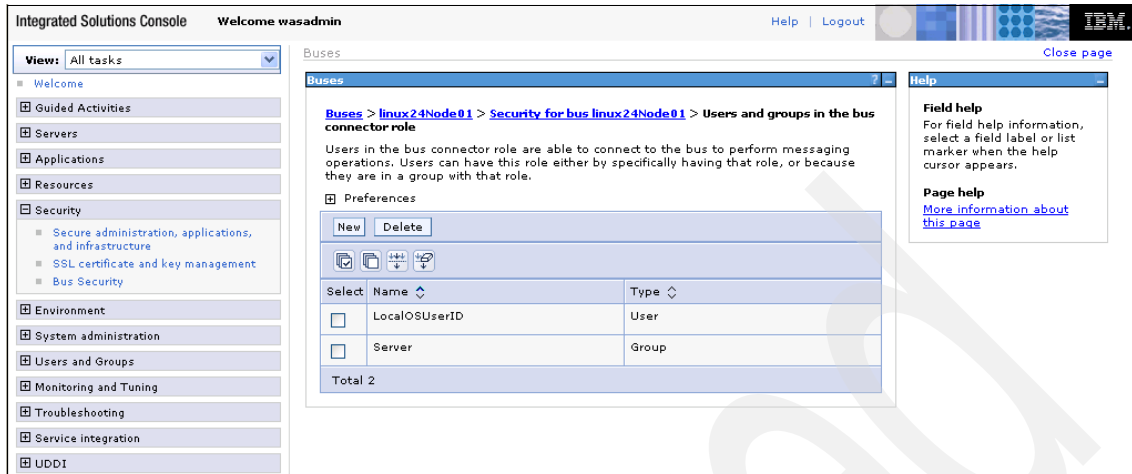 Integrated Solutions Console Welcome wasadmin Help | Logout IBM.
View: All tasks
Welcome
Guided Activities
Servers
Applications
Resources
Security
Secure administration, applications,
and infrastructure
SSL certificate and key management
Bus Security
Environment
System administration
Users and Groups
Monitoring and Tuning
Troubleshooting
Service integration
UDDI
Buses Close page
Buses ? -
Buses > linux24Node01 > Security for bus linux24Node01 > Users and groups in the bus
connector role
Users in the bus connector role are able to connect to the bus to perform messaging
operations. Users can have this role either by specifically having that role, or because
they are in a group with that role.
Preferences
New Delete
Select Name Type
LocalOSUserID User
Server Group
Total 2
Help -
Field help
For field help information,
select a field label or list
marker when the help
cursor appears.
Page help
More information about
this page